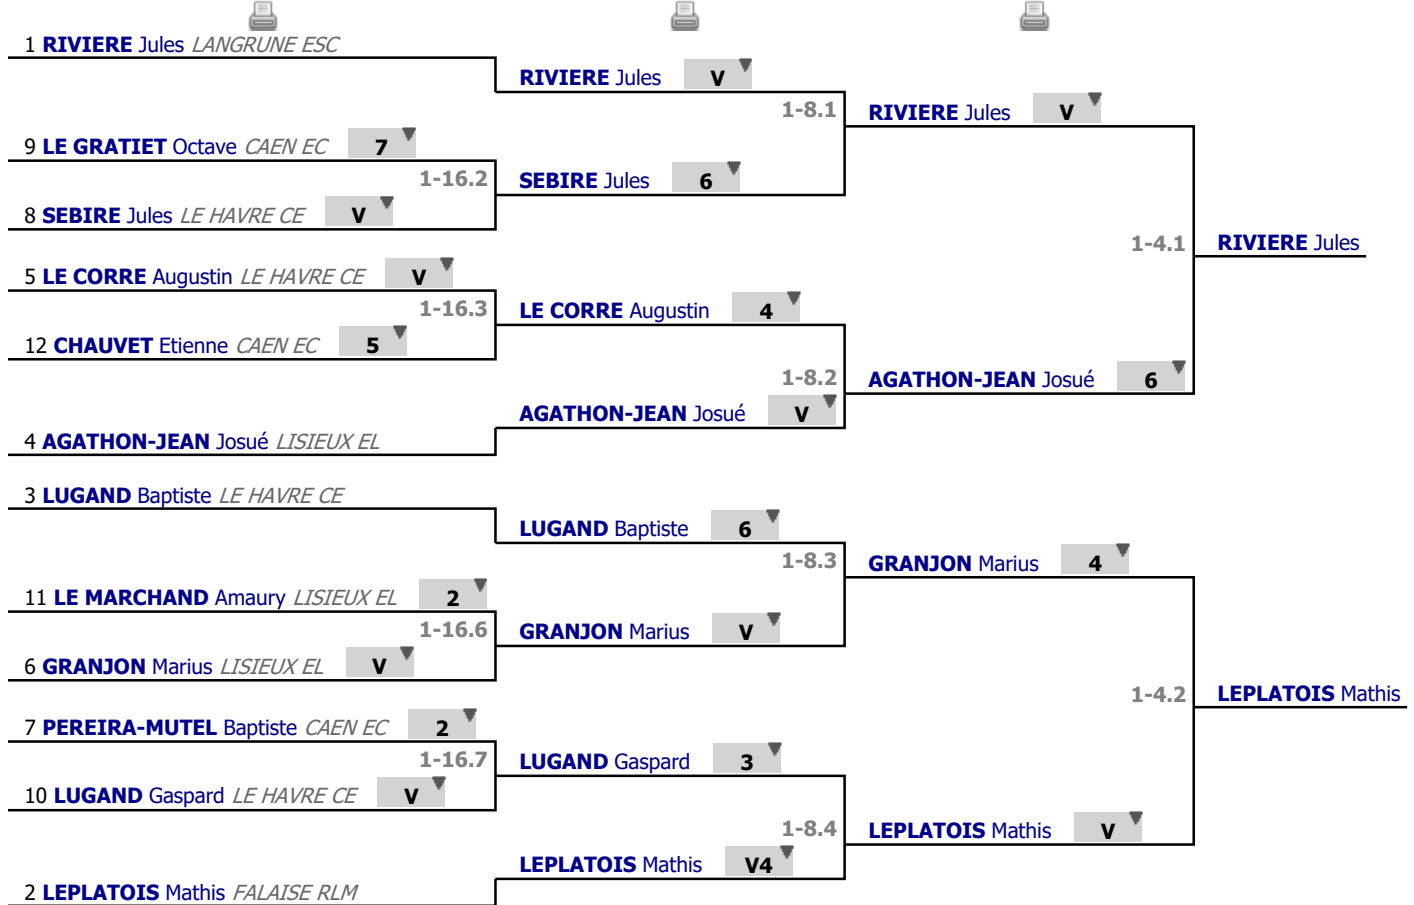 1 RIVIERE Jules LANGRUNE ESC
RIVIERE Jules V
1-8.1
RIVIERE Jules V
9 LE GRATIET Octave CAEN EC 7
1-16.2
SEBIRE Jules 6
8 SEBIRE Jules LE HAVRE CE V
1-4.1
RIVIERE Jules
5 LE CORRE Augustin LE HAVRE CE V
1-16.3
LE CORRE Augustin 4
12 CHAUVET Etienne CAEN EC 5
1-8.2
AGATHON-JEAN Josué 6
AGATHON-JEAN Josué V
4 AGATHON-JEAN Josué LISIEUX EL
3 LUGAND Baptiste LE HAVRE CE
LUGAND Baptiste 6
1-8.3
GRANJON Marius 4
11 LE MARCHAND Amaury LISIEUX EL 2
1-16.6
GRANJON Marius V
6 GRANJON Marius LISIEUX EL V
1-4.2
LEPLATOIS Mathis
7 PEREIRA-MUTEL Baptiste CAEN EC 2
1-16.7
LUGAND Gaspard 3
10 LUGAND Gaspard LE HAVRE CE V
1-8.4
LEPLATOIS Mathis V
LEPLATOIS Mathis V4
2 LEPLATOIS Mathis FALAISE RLM